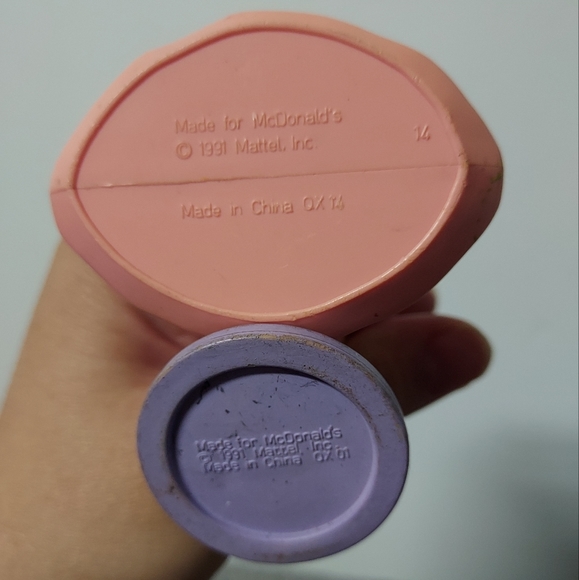 Made for McDonald's
© 1991 Mattel, Inc.
14
Made in China QX 14
Made for McDonald's
© 1991 Mattel, Inc.
Made in China QX 01